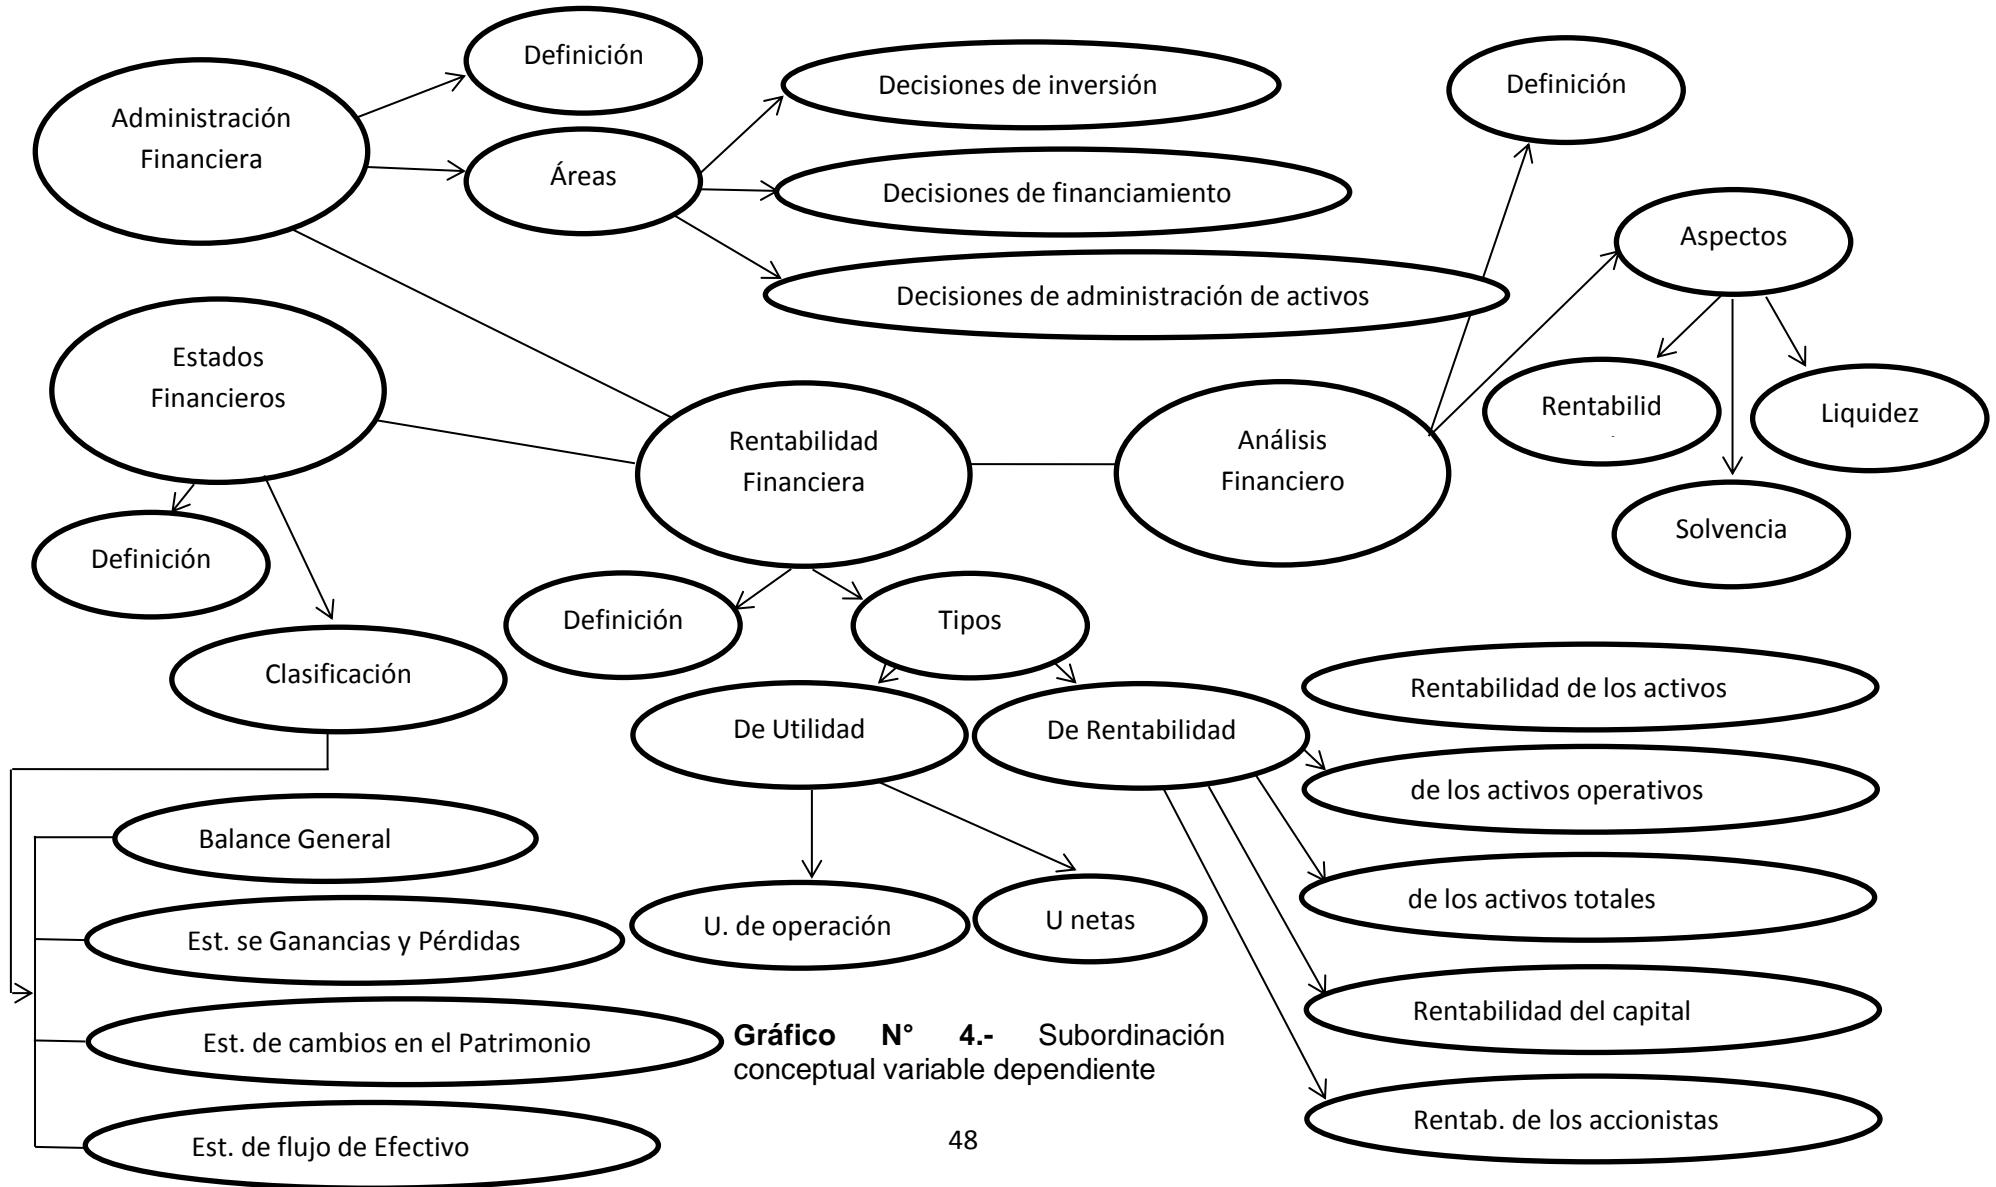 Definición
Administración
Financiera
Áreas
Decisiones de inversión
Decisiones de financiamiento
Decisiones de administración de activos
Definición
Aspectos
Rentabilid
Liquidez
Solvencia
Estados
Financieros
Rentabilidad
Financiera
Análisis
Financiero
Definición
Clasificación
Definición
Tipos
De Utilidad
De Rentabilidad
Rentabilidad de los activos
de los activos operativos
de los activos totales
Rentabilidad del capital
Rentab. de los accionistas
U. de operación
U netas
Balance General
Est. se Ganancias y Pérdidas
Est. de cambios en el Patrimonio
Est. de flujo de Efectivo
Gráfico N° 4.- Subordinación
conceptual variable dependiente
48